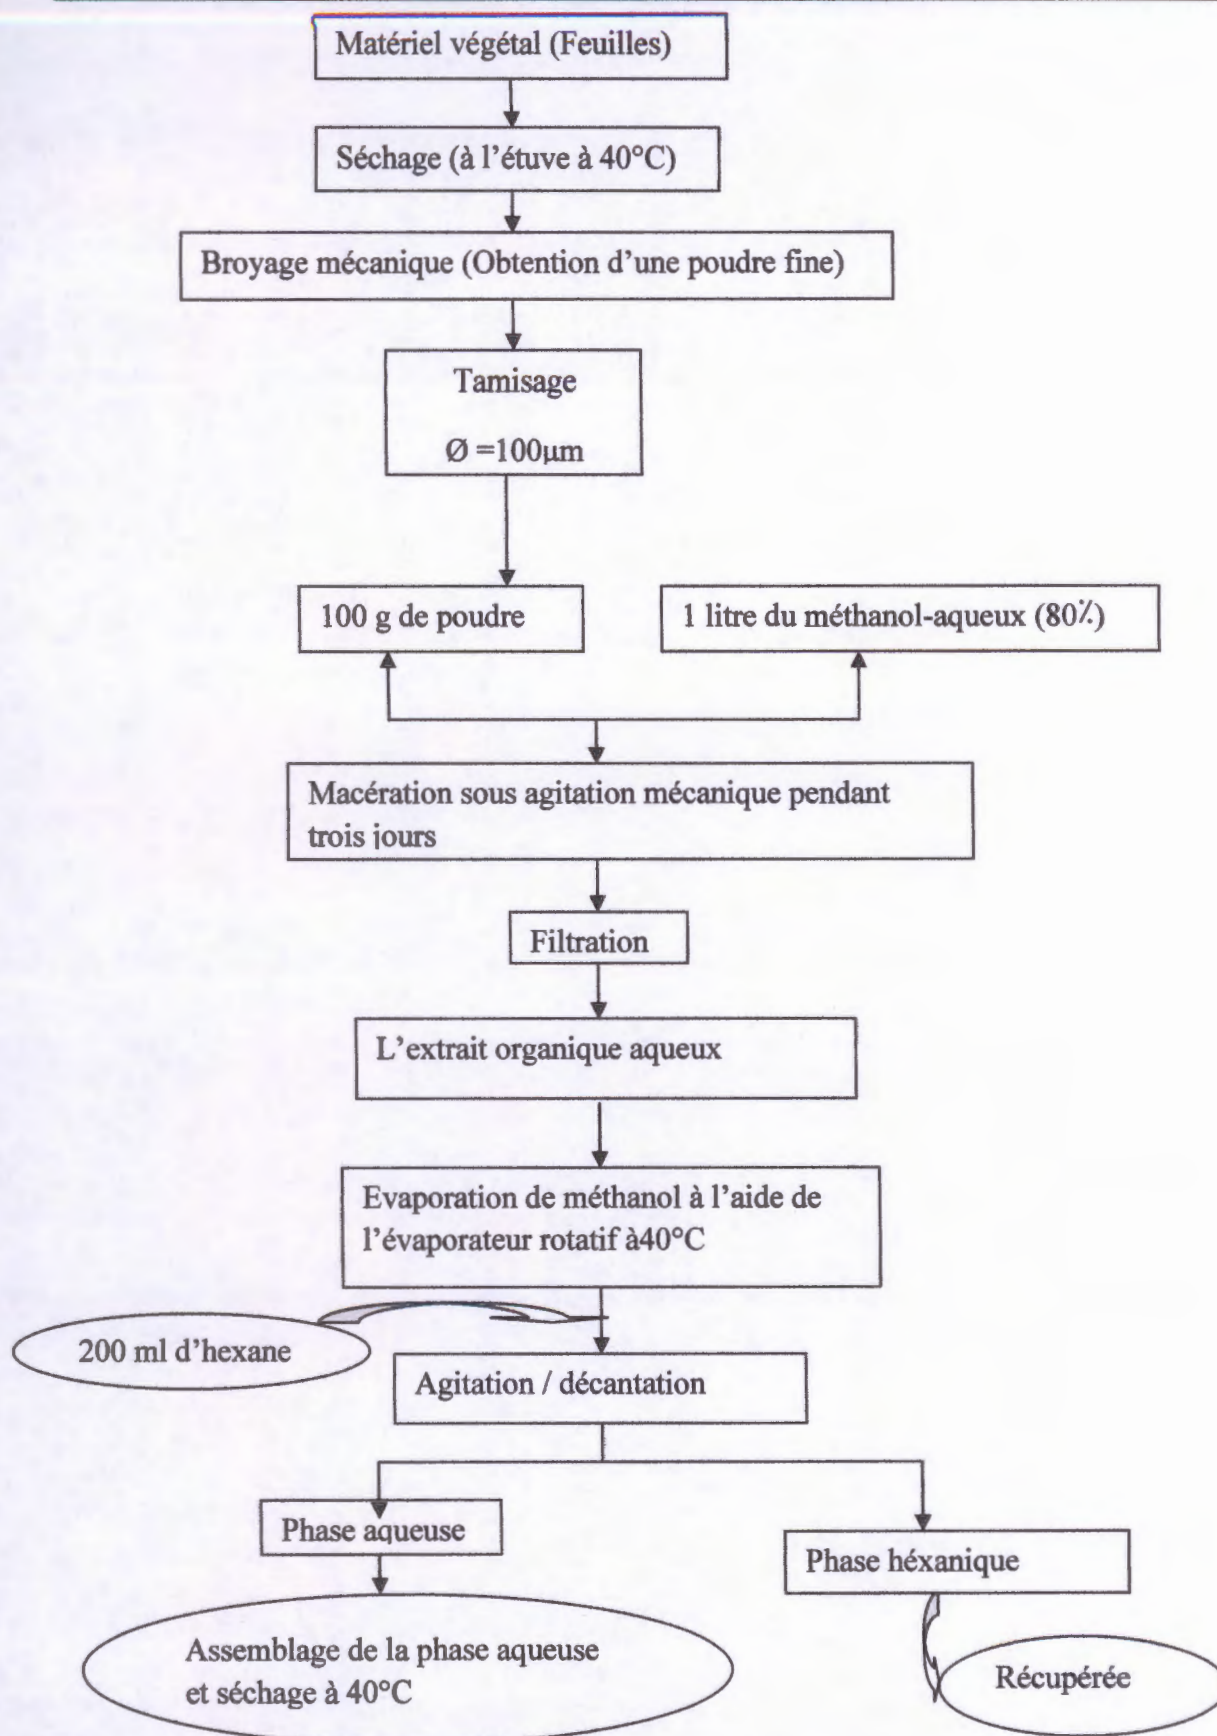 Matériel végétal (Feuilles)
Séchage (à l'étuve à 40°C)
Broyage mécanique (Obtention d'une poudre fine)
Tamisage
Ø =100µm
100 g de poudre
1 litre du méthanol-aqueux (80٪)
Macération sous agitation mécanique pendant
trois jours
Filtration
L'extrait organique aqueux
Evaporation de méthanol à l'aide de
l'évaporateur rotatif à40°C
200 ml d'hexane
Agitation / décantation
Phase aqueuse
Phase héxanique
Assemblage de la phase aqueuse
et séchage à 40°C
Récupérée